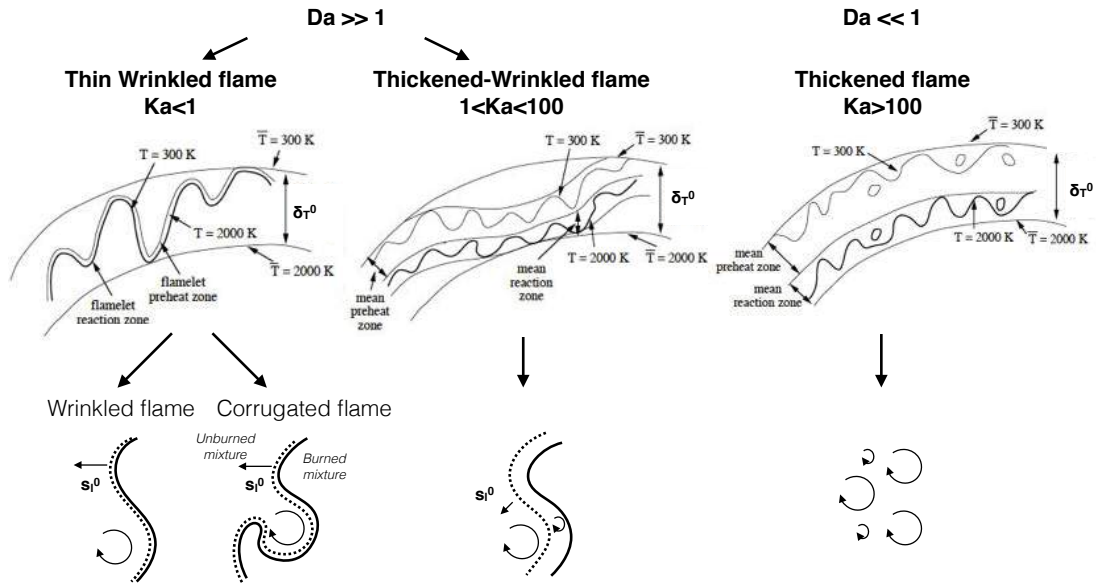 Da >> 1
Da << 1
Thin Wrinkled flame
Ka<1
Thickened-Wrinkled flame
1<Ka<100
Thickened flame
Ka>100
T̅ = 300 K
T = 300 K
δT⁰
T = 2000 K
T̅ = 2000 K
flamelet
preheat zone
flamelet
reaction zone
T̅ = 300 K
T = 300 K
δT⁰
T = 2000 K
T̅ = 2000 K
mean
reaction
zone
mean
preheat
zone
T̅ = 300 K
T = 300 K
δT⁰
T = 2000 K
T̅ = 2000 K
mean
preheat zone
mean
reaction zone
Wrinkled flame
Corrugated flame
Unburned
mixture
Burned
mixture
sl⁰
sl⁰
sl⁰